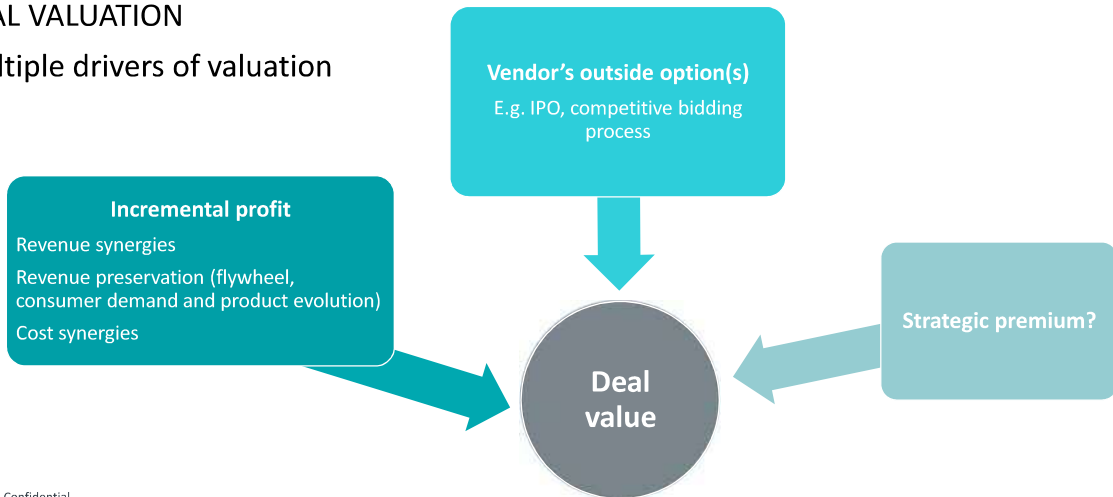 AL VALUATION
ltiple drivers of valuation
Vendor's outside option(s)
E.g. IPO, competitive bidding
process
Incremental profit
Revenue synergies
Revenue preservation (flywheel,
consumer demand and product evolution)
Cost synergies
Strategic premium?
Deal
value
Confidential